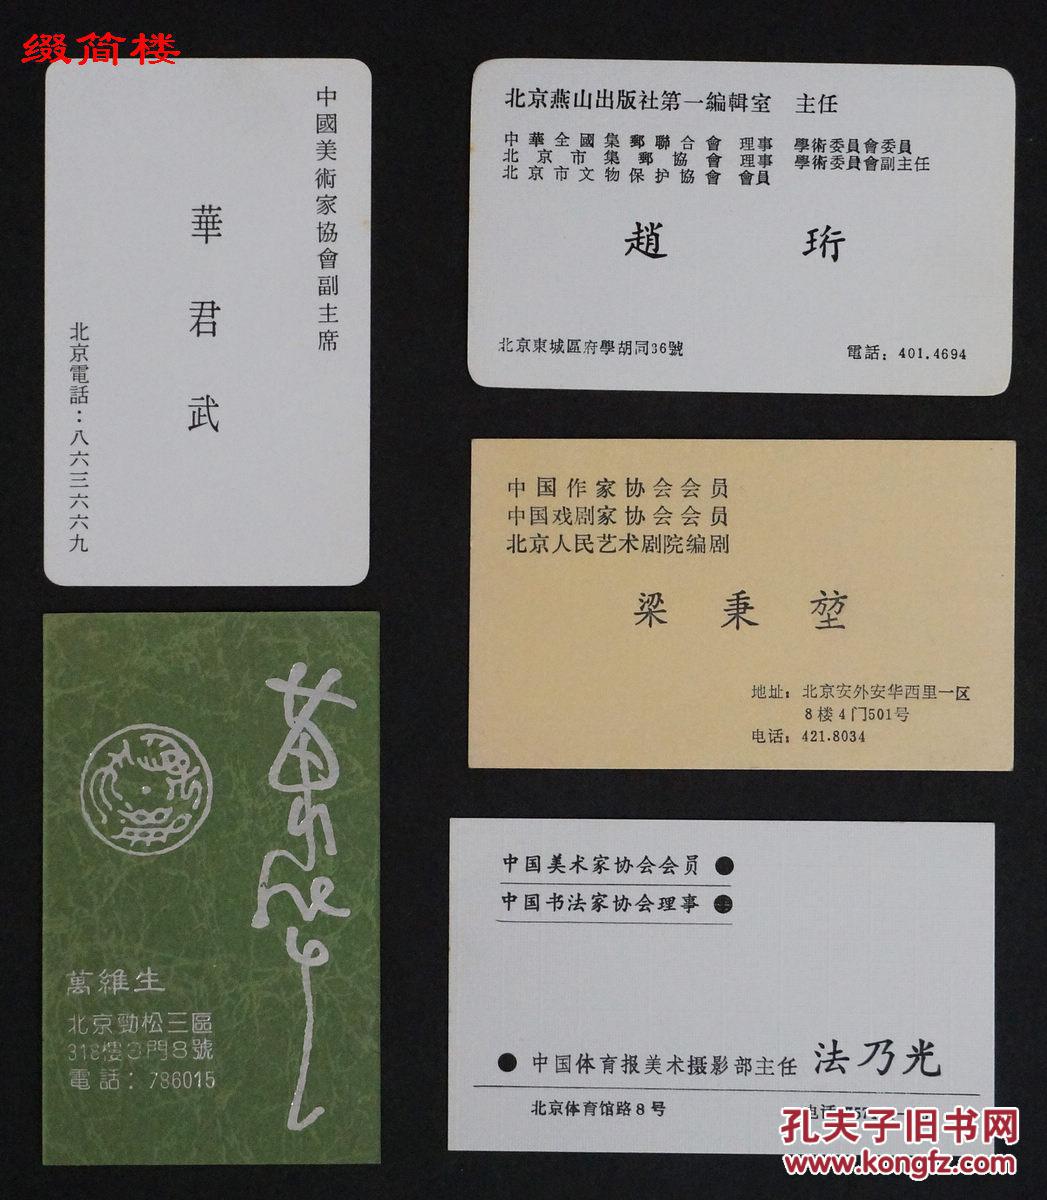 缀简楼
中國美術家協會副主席
華君武
北京電話：八六三六六九
北京燕山出版社第一編輯室 主任
中華全國集郵聯合會 理事 學術委員會委員
北京市集郵協會 理事 學術委員會副主任
北京市文物保护協會 會員
趙 珩
北京東城區府學胡同36號
電話：401.4694
中国作家协会会员
中国戏剧家协会会员
北京人民艺术剧院编剧
梁秉堃
地址：北京安外安华西里一区
8楼4门501号
电话：421.8034
萬維生
北京勁松三區
318樓3門8號
電話：786015
中国美术家协会会员
中国书法家协会理事
中国体育报美术摄影部主任 法乃光
北京体育馆路8号
电话
孔夫子旧书网
www.kongfz.com